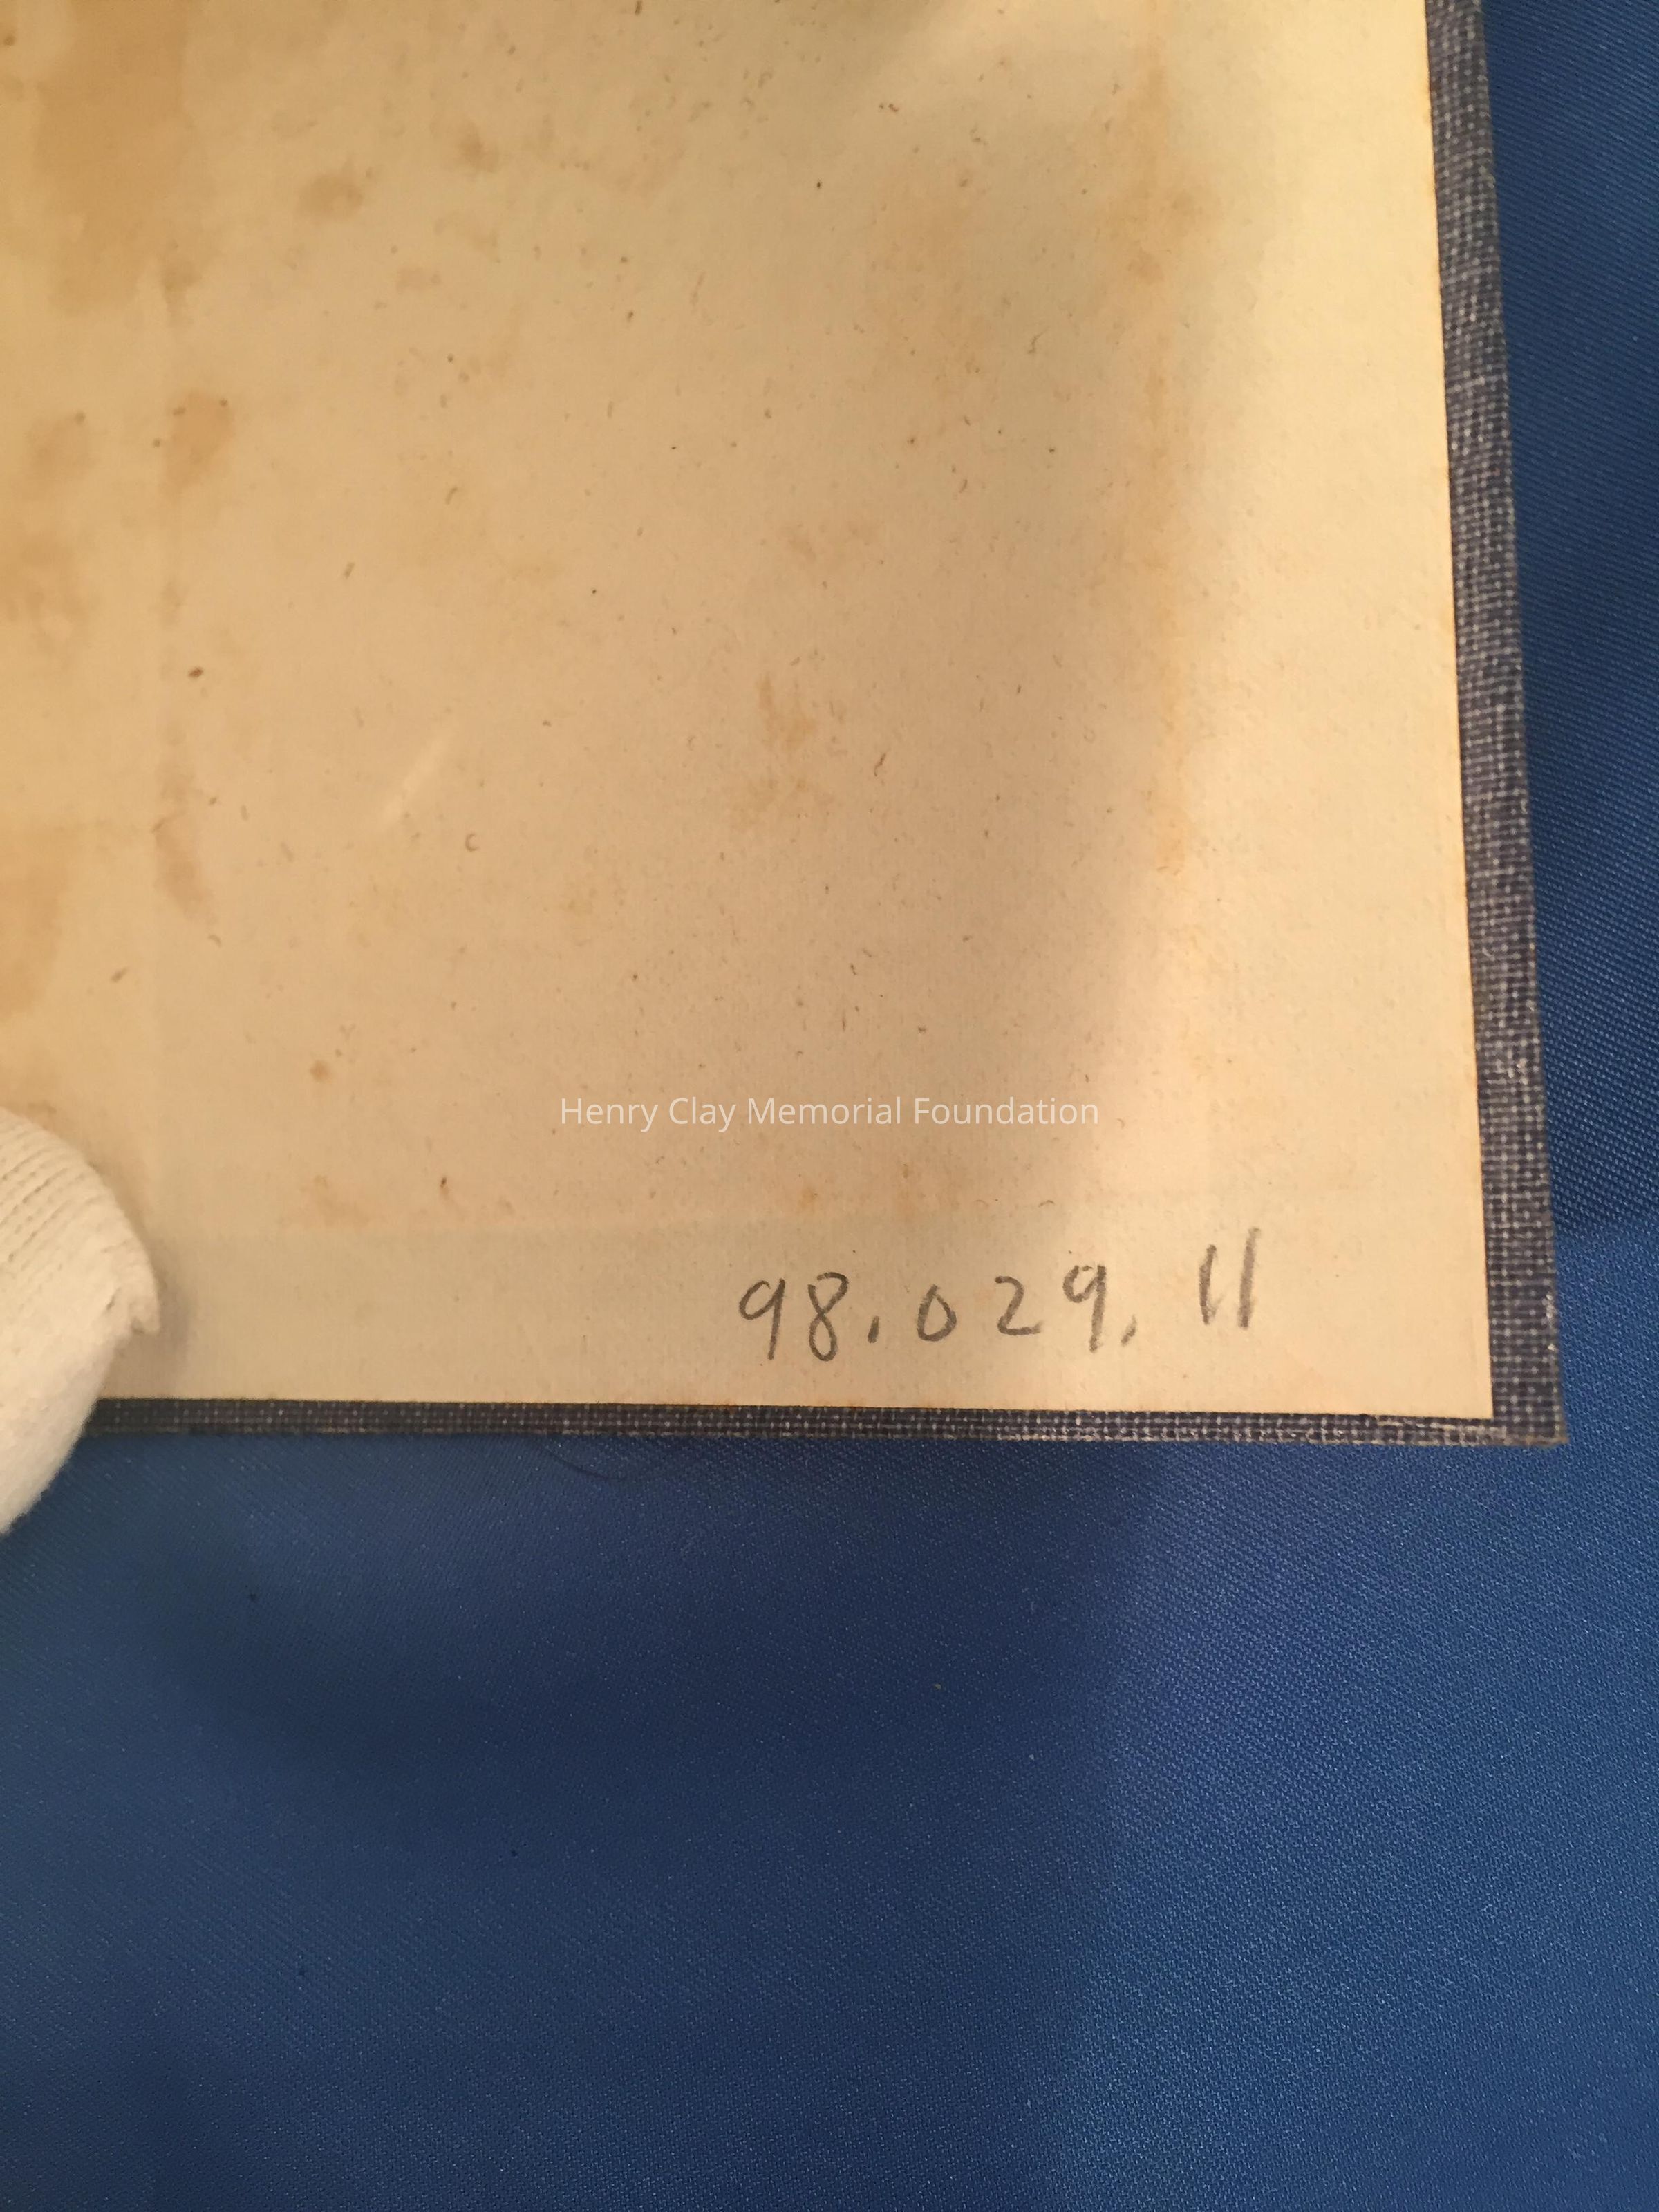 Henry Clay Memorial Foundation
98.029.11